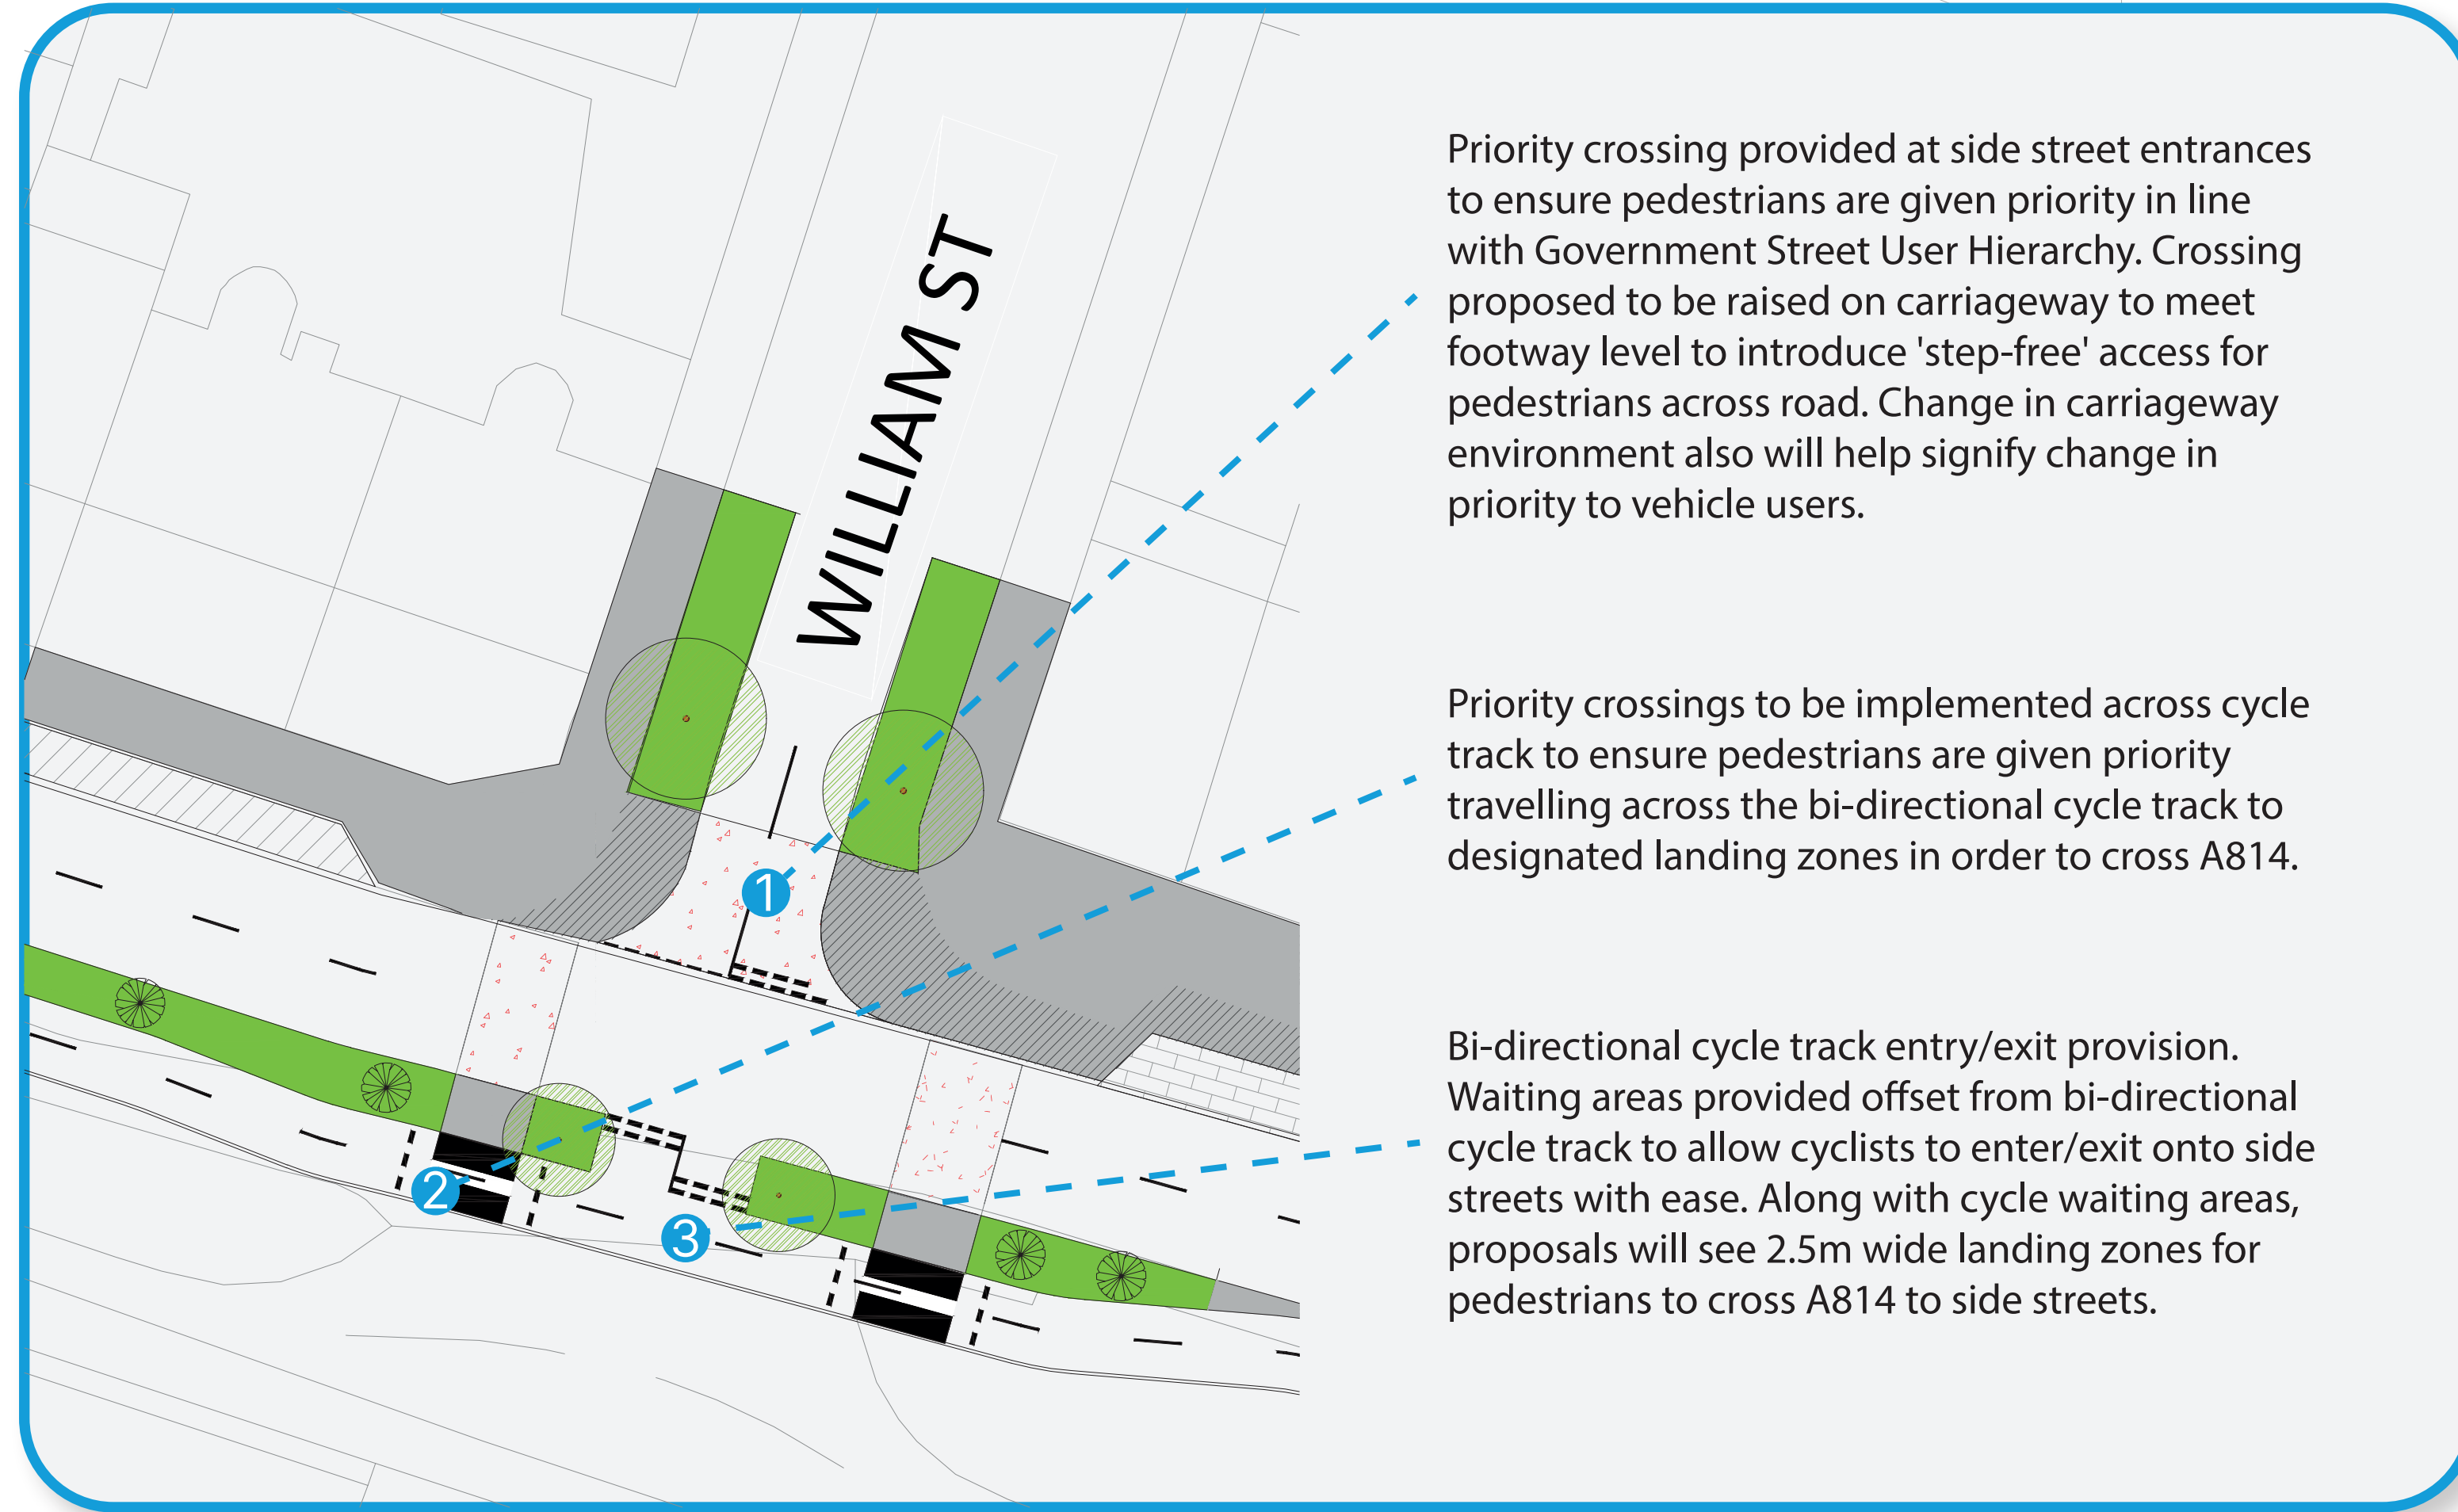 WILLIAM ST
Priority crossing provided at side street entrances
to ensure pedestrians are given priority in line
with Government Street User Hierarchy. Crossing
proposed to be raised on carriageway to meet
footway level to introduce 'step-free' access for
pedestrians across road. Change in carriageway
environment also will help signify change in
priority to vehicle users.
1
Priority crossings to be implemented across cycle
track to ensure pedestrians are given priority
travelling across the bi-directional cycle track to
designated landing zones in order to cross A814.
2
Bi-directional cycle track entry/exit provision.
Waiting areas provided offset from bi-directional
cycle track to allow cyclists to enter/exit onto side
streets with ease. Along with cycle waiting areas,
proposals will see 2.5m wide landing zones for
pedestrians to cross A814 to side streets.
3